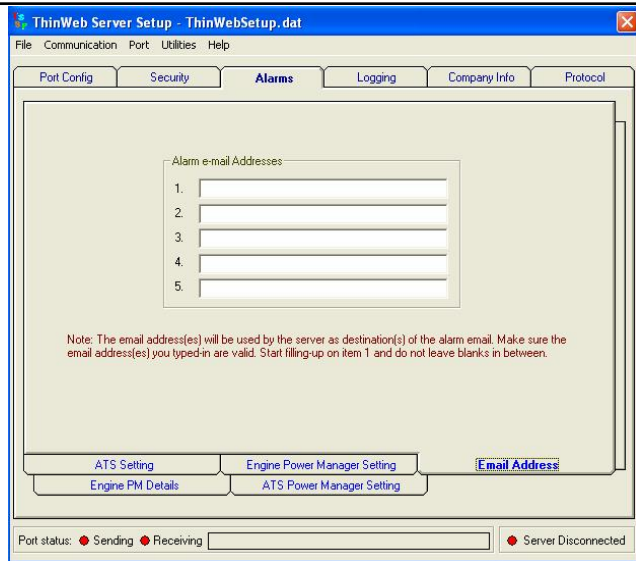 ThinWeb Server Setup - ThinWebSetup.dat
File Communication Port Utilities Help
Port Config Security Alarms Logging Company Info Protocol
Alarm e-mail Addresses
1.
2.
3.
4.
5.
Note: The email address(es) will be used by the server as destination(s) of the alarm email. Make sure the
email address(es) you typed-in are valid. Start filling-up on item 1 and do not leave blanks in between.
ATS Setting Engine Power Manager Setting Email Address
Engine PM Details ATS Power Manager Setting
Port status: Sending Receiving Server Disconnected